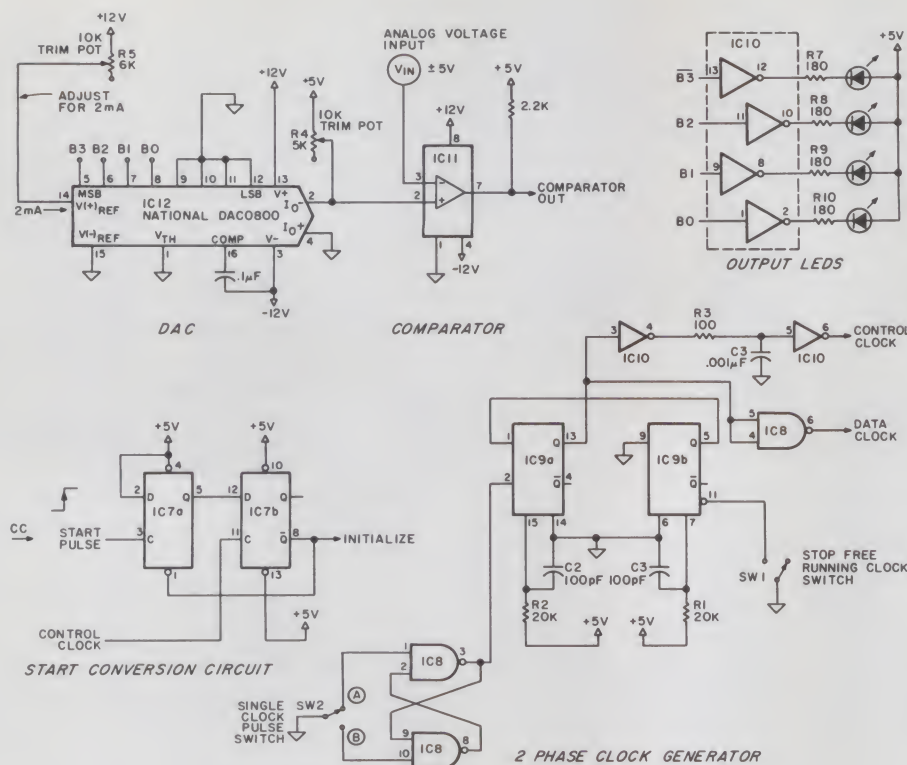 +12V
10K
TRIM POT
R5
6K
ADJUST
FOR 2mA
+12V
+5V
10K
TRIM POT
R4
5K
B3 B2 B1 B0
5 6 7 8 9 10 11 12 13
14
MSB
LSB
V+
2
V(+)REF
2mA
IC12
NATIONAL DAC0800
IO-
IO+
4
V(-)REF
VTH
COMP
V-
15
1
16
3
.1µF
-12V
DAC
ANALOG VOLTAGE
INPUT
VIN
±5V
+5V
2.2K
+12V
8
IC11
3
-
7
COMPARATOR
OUT
2
+
1
4
-12V
COMPARATOR
IC10
+5V
B3
13
12
R7
180
B2
11
10
R8
180
B1
9
8
R9
180
B0
1
2
R10
180
OUTPUT LEDS
3
4
IC10
R3
100
C3
.001µF
5
6
IC10
CONTROL
CLOCK
5
4
IC8
6
DATA
CLOCK
1
Q
13
IC9a
2
Q
4
15
14
9
Q
5
IC9b
Q
11
6
7
C2
100pF
C3
100pF
R2
20K
+5V
+5V
R1
20K
SW1
STOP FREE
RUNNING CLOCK
SWITCH
+5V
+5V
4
10
2
D
Q
5
12
D
Q
IC7a
IC7b
CC
START
PULSE
3
C
11
C
Q
8
INITIALIZE
1
13
+5V
CONTROL
CLOCK
START CONVERSION CIRCUIT
1
2
IC8
3
SINGLE
CLOCK
PULSE
SWITCH
SW2
A
B
9
10
IC8
8
2 PHASE CLOCK GENERATOR